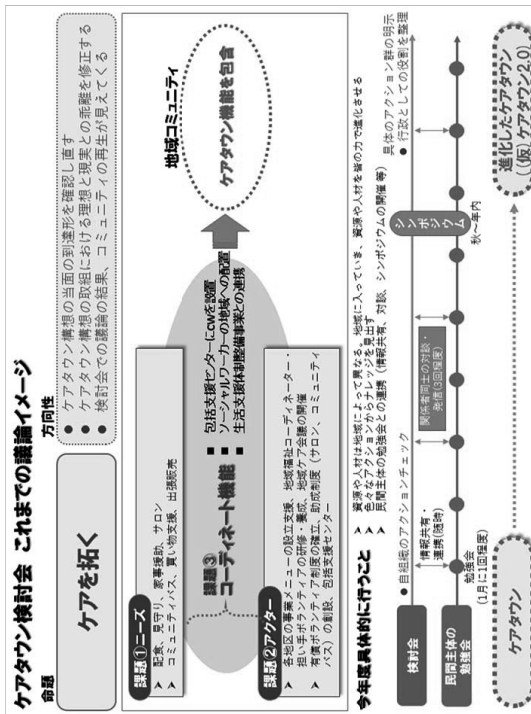 ケアタウン検討会 これまでの議論イメージ
命題
ケアを拓く
方向性
● ケアタウン構想の当面の到達形を確認し直す
● ケアタウン構想の取組における理想と現実との乖離を修正する
● 検討会での議論の結果、コミュニティの再生が見えてくる
課題①ニーズ
➢ 配食、見守り、家事援助、サロン
➢ コミュニティバス、買い物支援、出張販売
課題③
コーディネート機能
■ 包括支援センターにcwを設置
■ ソーシャルワーカーの地域への配置
■ 生活支援体制整備事業との連携
課題②アクター
➢ 各地区の事業メニューの設立支援、地域福祉コーディネーター・
担い手ボランティアの研修・養成、地域ケア会議の開催
➢ 有償ボランティア制度の確立、助成制度（サロン、コミュニティ
バス）の創設、包括支援センター
地域コミュニティ
ケアタウン機能を包含
今年度具体的に行うこと
➢ 資源や人材は地域によって異なる。地域に入っていき、資源や人材を皆の力で進化させる
➢ 色々なアクションからナレッジを見出す
➢ 民間主体の勉強会との連携（情報共有、対談、シンポジウムの開催 等）
● 自組織のアクションチェック
具体のアクション群の明示
● 行政としての役割を整理
検討会
情報共有・
連携(随時)
関係者同士の対談・
発信(3回程度)
シンポジウム
民間主体の
勉強会
勉強会
(1月に1回程度)
秋～年内
ケアタウン
進化したケアタウン
（(仮) ケアタウン2.0）